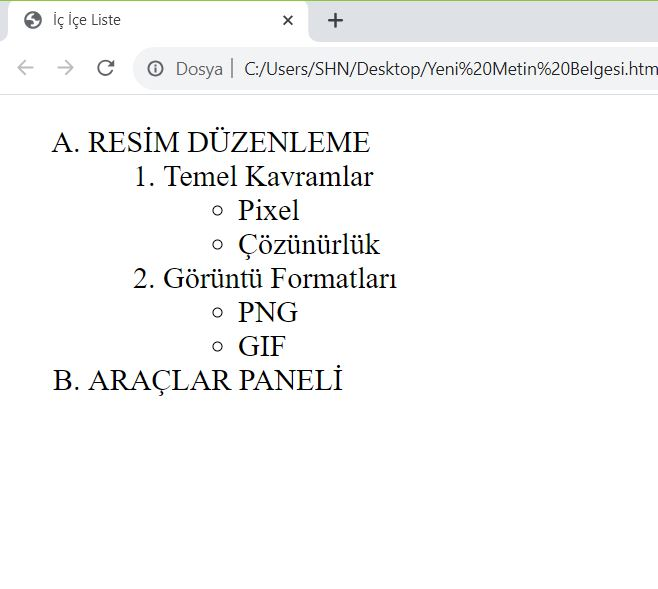 İç İçe Liste
Dosya | C:/Users/SHN/Desktop/Yeni%20Metin%20Belgesi.htm
A. RESİM DÜZENLEME
1. Temel Kavramlar
Pixel
Çözünürlük
2. Görüntü Formatları
PNG
GIF
B. ARAÇLAR PANELİ